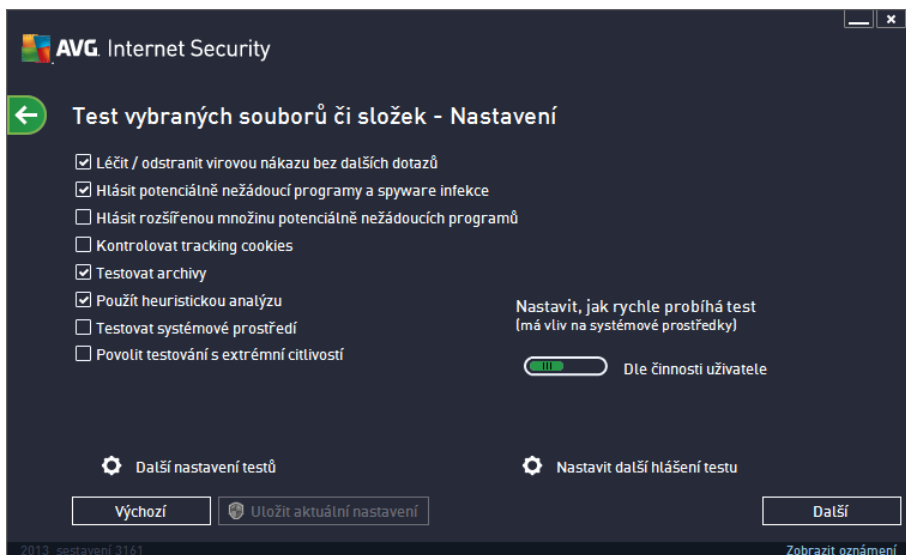 AVG. Internet Security
Test vybraných souborů či složek - Nastavení
Léčit / odstranit virovou nákazu bez dalších dotazů
Hlásit potenciálně nežádoucí programy a spyware infekce
Hlásit rozšířenou množinu potenciálně nežádoucích programů
Kontrolovat tracking cookies
Testovat archivy
Použít heuristickou analýzu
Testovat systémové prostředí
Povolit testování s extrémní citlivostí
Nastavit, jak rychle probíhá test
(má vliv na systémové prostředky)
Dle činnosti uživatele
Další nastavení testů
Nastavit další hlášení testu
Výchozí
Uložit aktuální nastavení
Další
2013 sestavení 3161
Zobrazit oznámení